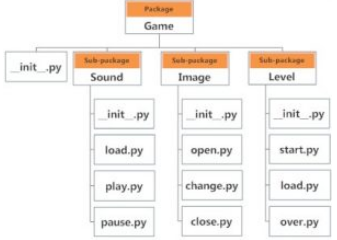 Package
Game
__init__.py
Sub-package
Sound
Sub-package
Image
Sub-package
Level
__init__.py
__init__.py
__init__.py
load.py
open.py
start.py
play.py
change.py
load.py
pause.py
close.py
over.py